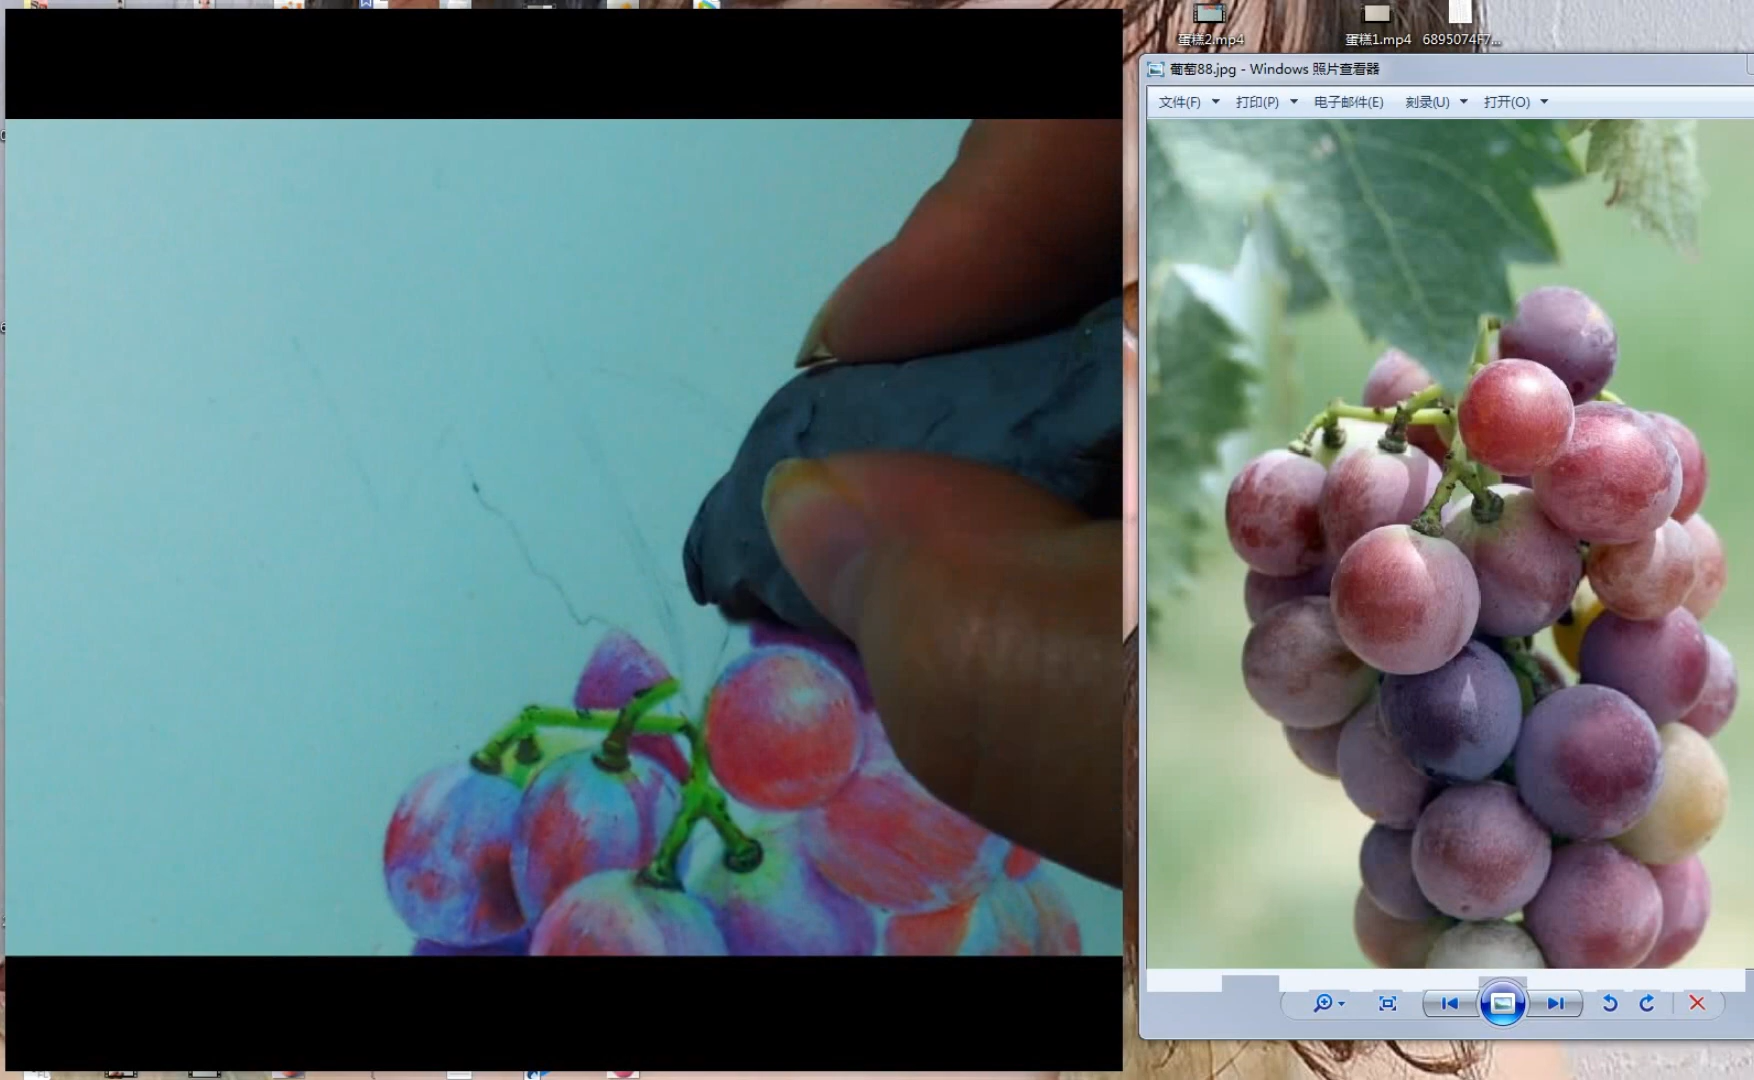 蛋糕2.mp4
蛋糕1.mp4
6895074F7...
葡萄88.jpg - Windows 照片查看器
文件(F) 打印(P) 电子邮件(E) 刻录(U) 打开(O)